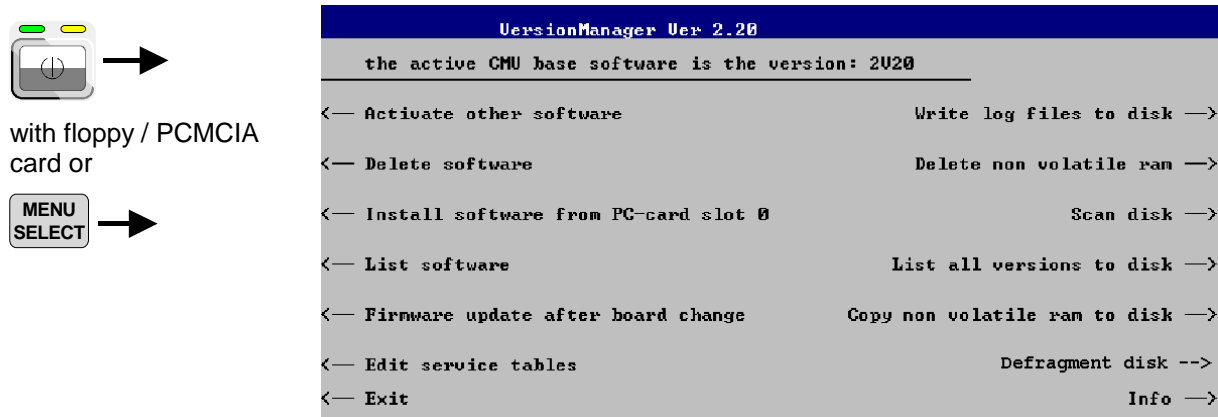 VersionManager Ver 2.20
the active CMU base software is the version: 2V20
with floppy / PCMCIA
card or
MENU
SELECT
<— Activate other software Write log files to disk —>
<— Delete software Delete non volatile ram —>
<— Install software from PC-card slot 0 Scan disk —>
<— List software List all versions to disk —>
<— Firmware update after board change Copy non volatile ram to disk —>
<— Edit service tables Defragment disk -->
<— Exit Info —>